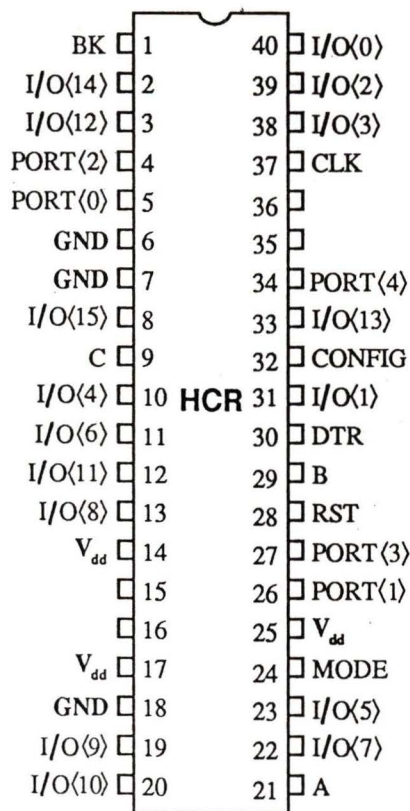 BK 1 40 I/O⟨0⟩
I/O⟨14⟩ 2 39 I/O⟨2⟩
I/O⟨12⟩ 3 38 I/O⟨3⟩
PORT⟨2⟩ 4 37 CLK
PORT⟨0⟩ 5 36
GND 6 35
GND 7 34 PORT⟨4⟩
I/O⟨15⟩ 8 33 I/O⟨13⟩
C 9 32 CONFIG
I/O⟨4⟩ 10 HCR 31 I/O⟨1⟩
I/O⟨6⟩ 11 30 DTR
I/O⟨11⟩ 12 29 B
I/O⟨8⟩ 13 28 RST
Vdd 14 27 PORT⟨3⟩
15 26 PORT⟨1⟩
16 25 Vdd
Vdd 17 24 MODE
GND 18 23 I/O⟨5⟩
I/O⟨9⟩ 19 22 I/O⟨7⟩
I/O⟨10⟩ 20 21 A